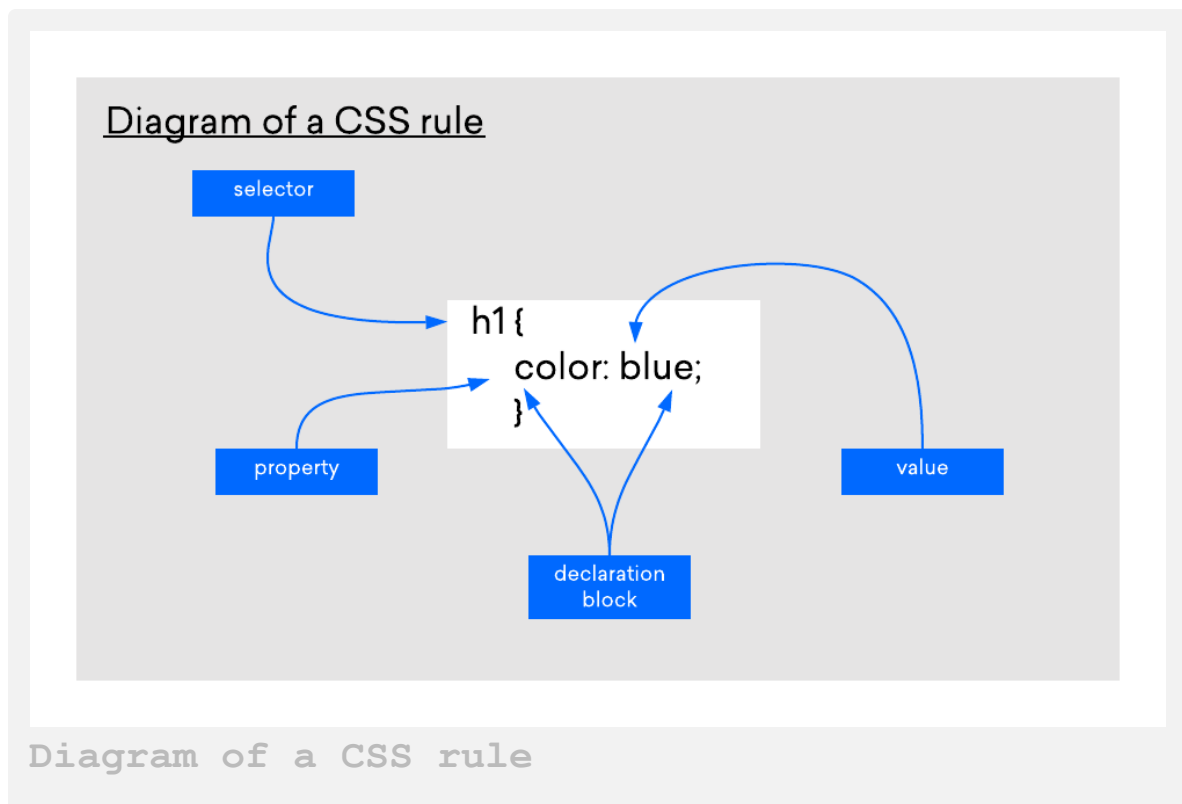 Diagram of a CSS rule
selector
h1 {
color: blue;
}
property
value
declaration
block
Diagram of a CSS rule